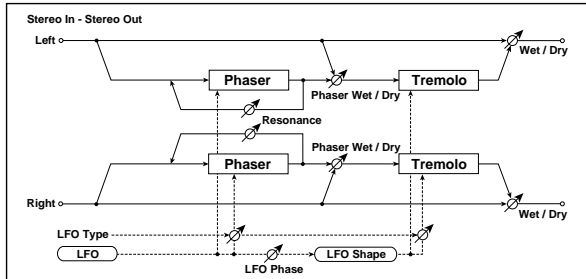 Stereo In - Stereo Out
Left
Wet / Dry
Phaser
Tremolo
Phaser Wet / Dry
Resonance
Phaser Wet / Dry
Phaser
Tremolo
Right
Wet / Dry
LFO Type
LFO
LFO Shape
LFO Phase